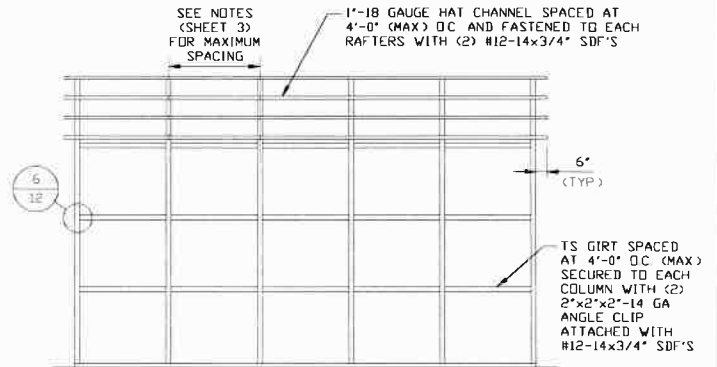 SEE NOTES
(SHEET 3)
FOR MAXIMUM
SPACING
1"-18 GAUGE HAT CHANNEL SPACED AT
4'-0" (MAX) OC AND FASTENED TO EACH
RAFTERS WITH (2) #12-14x3/4" SDF'S
6"
(TYP)
6
12
TS GIRT SPACED
AT 4'-0" O.C. (MAX)
SECURED TO EACH
COLUMN WITH (2)
2"x2"x2"-14 GA
ANGLE CLIP
ATTACHED WITH
#12-14x3/4" SDF'S